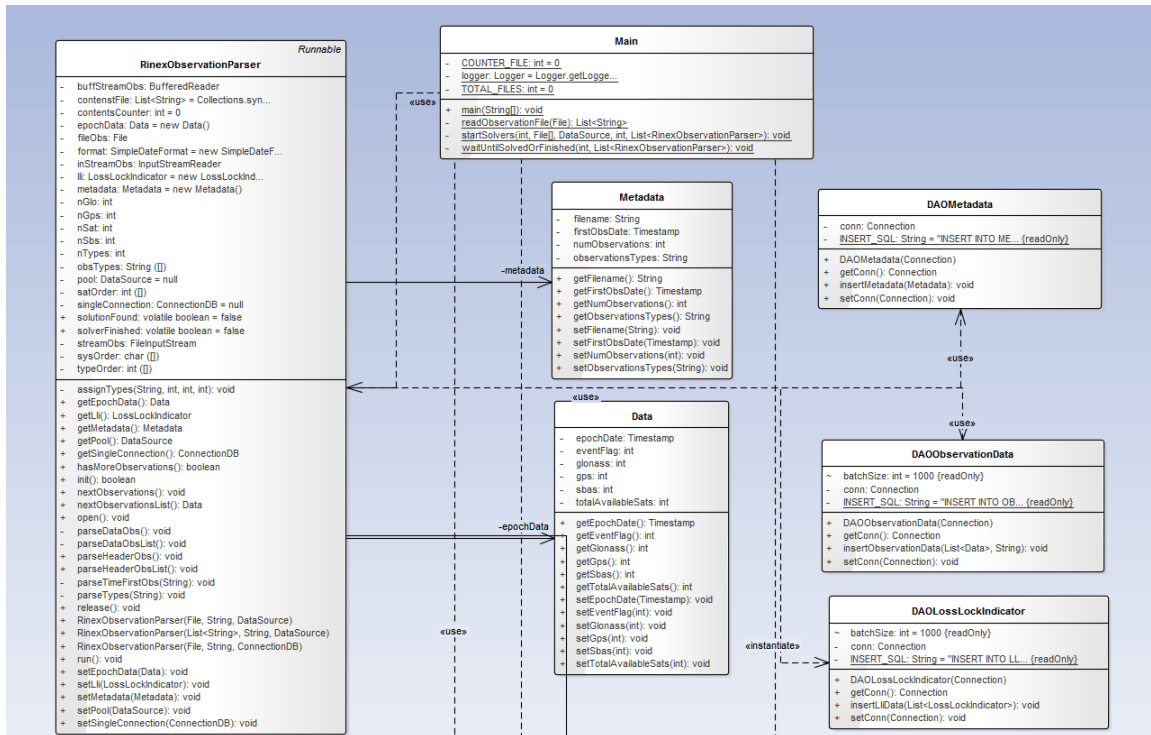 Runnable
RinexObservationParser
- buffStreamObs: BufferedReader
- contenstFile: List<String> = Collections.syn...
- contentsCounter: int = 0
- epochData: Data = new Data()
- fileObs: File
- format: SimpleDateFormat = new SimpleDateF...
- inStreamObs: InputStreamReader
- lli: LossLockIndicator = new LossLockInd...
- metadata: Metadata = new Metadata()
- nGlo: int
- nGps: int
- nSat: int
- nSbs: int
- nTypes: int
- obsTypes: String ([])
- pool: DataSource = null
- satOrder: int ([])
- singleConnection: ConnectionDB = null
+ solutionFound: volatile boolean = false
+ solverFinished: volatile boolean = false
- streamObs: FileInputStream
- sysOrder: char ([])
- typeOrder: int ([])
- assignTypes(String, int, int, int): void
+ getEpochData(): Data
+ getLli(): LossLockIndicator
+ getMetadata(): Metadata
+ getPool(): DataSource
+ getSingleConnection(): ConnectionDB
+ hasMoreObservations(): boolean
+ init(): boolean
+ nextObservations(): void
+ nextObservationsList(): Data
+ open(): void
- parseDataObs(): void
- parseDataObsList(): void
+ parseHeaderObs(): void
+ parseHeaderObsList(): void
- parseTimeFirstObs(String): void
- parseTypes(String): void
+ release(): void
+ RinexObservationParser(File, String, DataSource)
+ RinexObservationParser(List<String>, String, DataSource)
+ RinexObservationParser(File, String, ConnectionDB)
+ run(): void
+ setEpochData(Data): void
+ setLli(LossLockIndicator): void
+ setMetadata(Metadata): void
+ setPool(DataSource): void
+ setSingleConnection(ConnectionDB): void
«use»
Main
- COUNTER_FILE: int = 0
- logger: Logger = Logger.getLogge...
- TOTAL_FILES: int = 0
+ main(String[]): void
- readObservationFile(File): List<String>
- startSolvers(int, File[], DataSource, int, List<RinexObservationParser>): void
- waitUntilSolvedOrFinished(int, List<RinexObservationParser>): void
-metadata
Metadata
- filename: String
- firstObsDate: Timestamp
- numObservations: int
- observationsTypes: String
+ getFilename(): String
+ getFirstObsDate(): Timestamp
+ getNumObservations(): int
+ getObservationsTypes(): String
+ setFilename(String): void
+ setFirstObsDate(Timestamp): void
+ setNumObservations(int): void
+ setObservationsTypes(String): void
«use»
-epochData
Data
- epochDate: Timestamp
- eventFlag: int
- glonass: int
- gps: int
- sbas: int
- totalAvailableSats: int
+ getEpochDate(): Timestamp
+ getEventFlag(): int
+ getGlonass(): int
+ getGps(): int
+ getSbas(): int
+ getTotalAvailableSats(): int
+ setEpochDate(Timestamp): void
+ setEventFlag(int): void
+ setGlonass(int): void
+ setGps(int): void
+ setSbas(int): void
+ setTotalAvailableSats(int): void
«use»
DAOMetadata
- conn: Connection
- INSERT_SQL: String = "INSERT INTO ME... {readOnly}
+ DAOMetadata(Connection)
+ getConn(): Connection
+ insertMetadata(Metadata): void
+ setConn(Connection): void
«use»
«use»
DAOObservationData
~ batchSize: int = 1000 {readOnly}
- conn: Connection
- INSERT_SQL: String = "INSERT INTO OB... {readOnly}
+ DAOObservationData(Connection)
+ getConn(): Connection
+ insertObservationData(List<Data>, String): void
+ setConn(Connection): void
«instantiate»
DAOLossLockIndicator
~ batchSize: int = 1000 {readOnly}
- conn: Connection
- INSERT_SQL: String = "INSERT INTO LL... {readOnly}
+ DAOLossLockIndicator(Connection)
+ getConn(): Connection
+ insertLliData(List<LossLockIndicator>): void
+ setConn(Connection): void